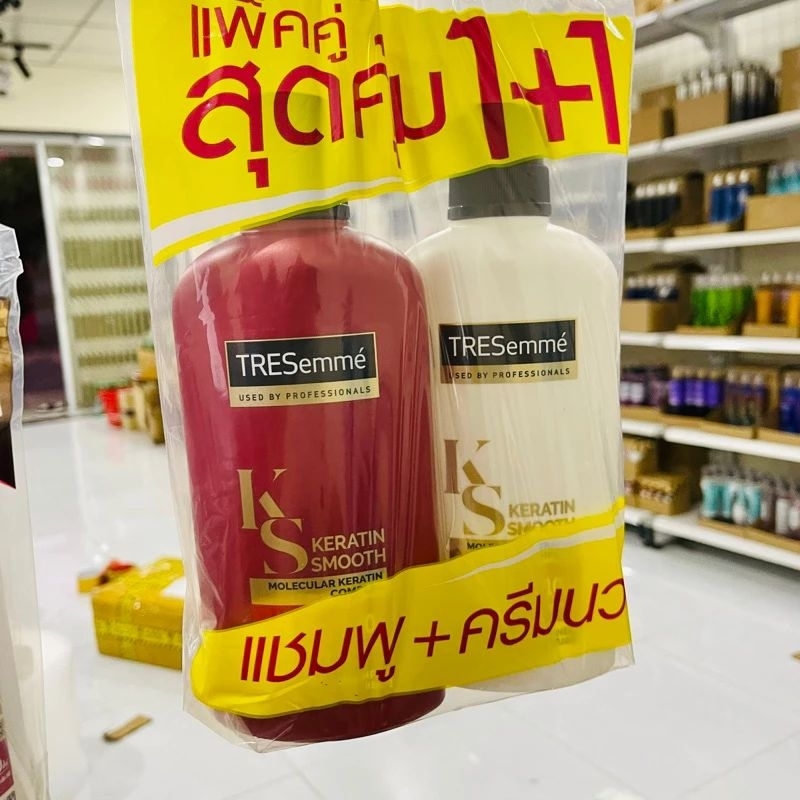 แพ็คคู่
สุดคุ้ม 1+1
TRESemmé
USED BY PROFESSIONALS
KS KERATIN
SMOOTH
MOLECULAR KERATIN
TRESemmé
USED BY PROFESSIONALS
KS KERATIN
SMOOTH
แชมพู + ครีมนว